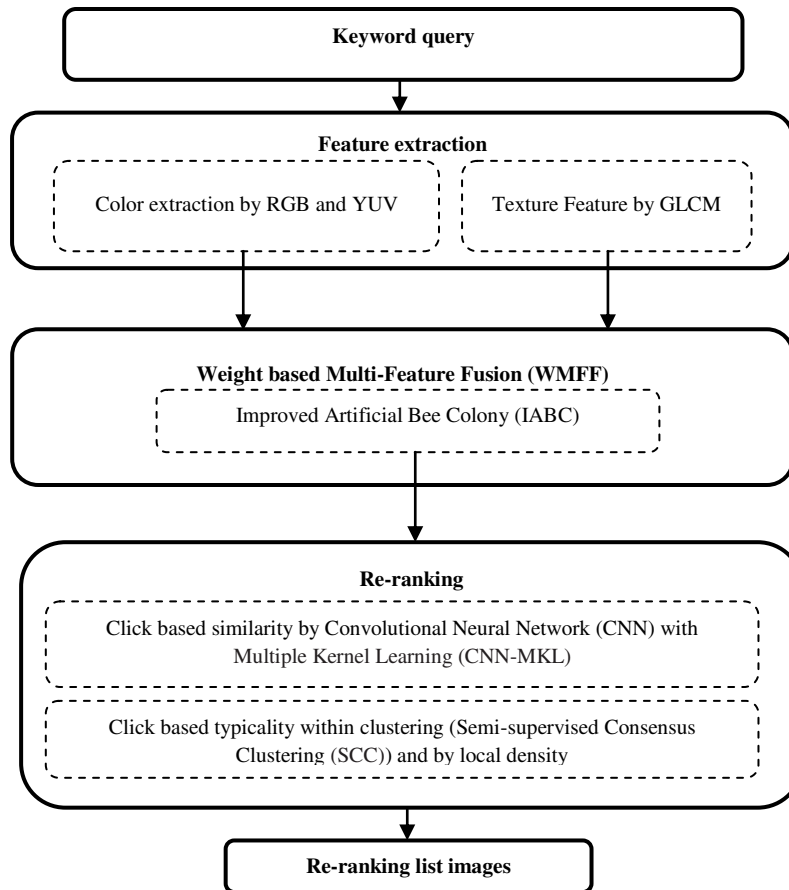 Keyword query
Feature extraction
Color extraction by RGB and YUV
Texture Feature by GLCM
Weight based Multi-Feature Fusion (WMFF)
Improved Artificial Bee Colony (IABC)
Re-ranking
Click based similarity by Convolutional Neural Network (CNN) with
Multiple Kernel Learning (CNN-MKL)
Click based typicality within clustering (Semi-supervised Consensus
Clustering (SCC)) and by local density
Re-ranking list images